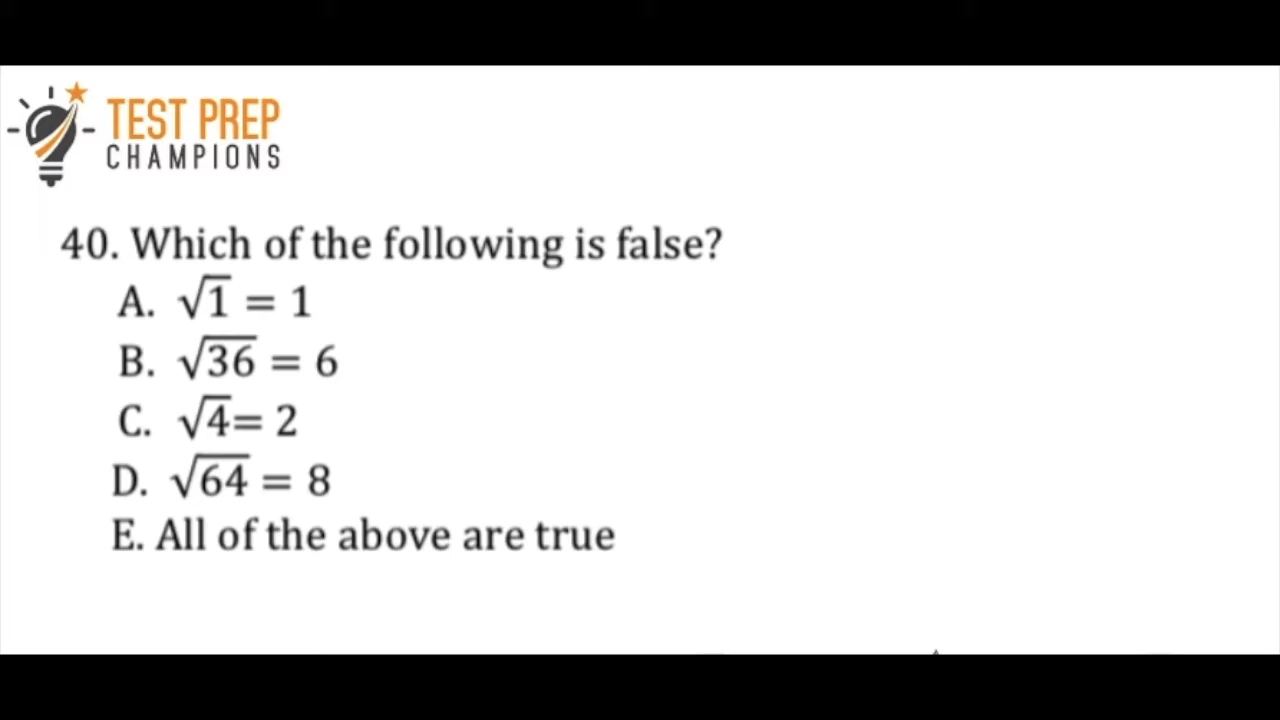 TEST PREP
CHAMPIONS
40. Which of the following is false?
A. √1 = 1
B. √36 = 6
C. √4= 2
D. √64 = 8
E. All of the above are true